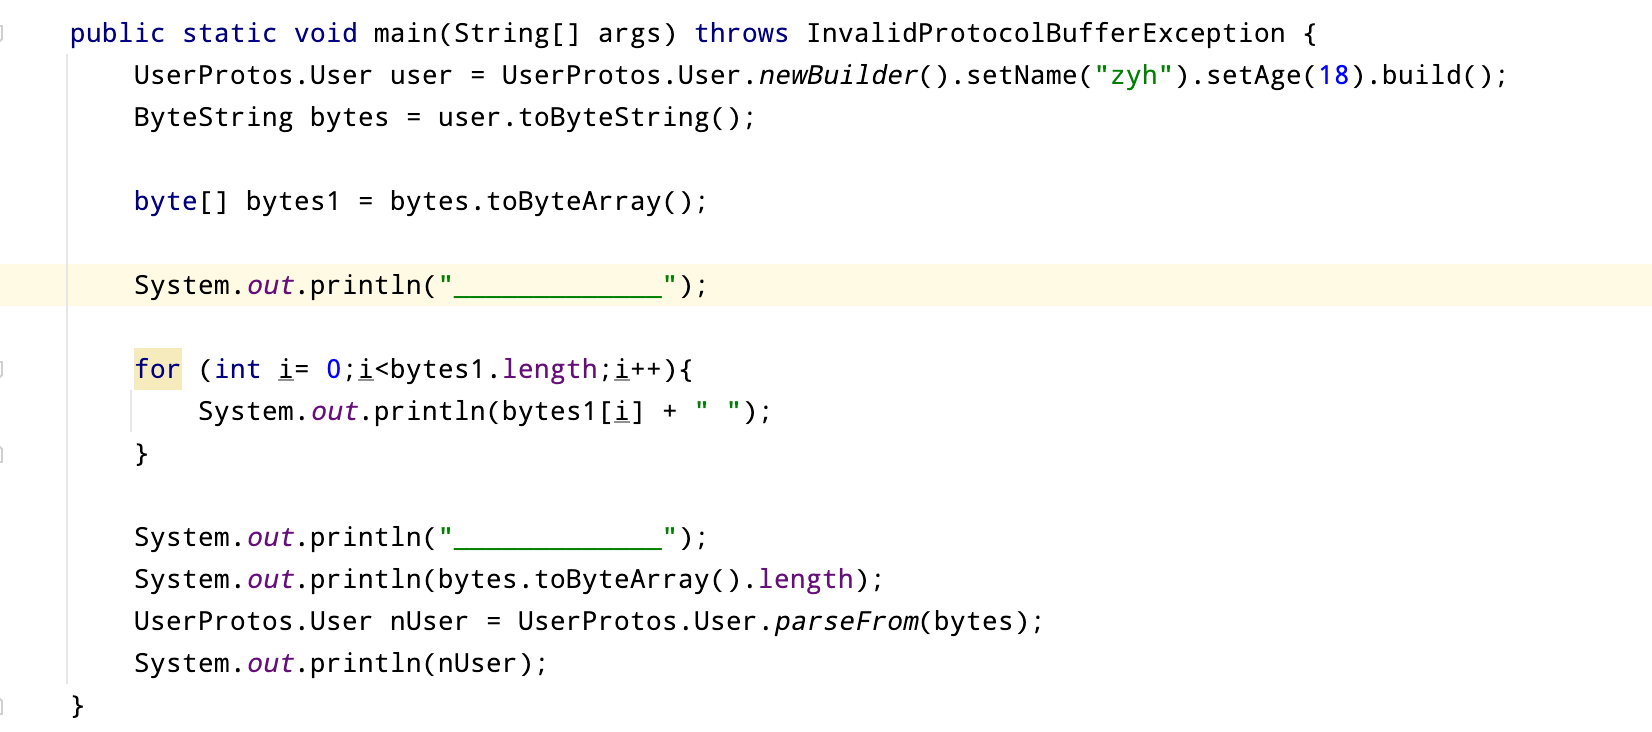 public static void main(String[] args) throws InvalidProtocolBufferException {
UserProtos.User user = UserProtos.User.newBuilder().setName("zyh").setAge(18).build();
ByteString bytes = user.toByteString();
byte[] bytes1 = bytes.toByteArray();
System.out.println("_____________");
for (int i= 0;i<bytes1.length;i++){
System.out.println(bytes1[i] + " ");
}
System.out.println("_____________");
System.out.println(bytes.toByteArray().length);
UserProtos.User nUser = UserProtos.User.parseFrom(bytes);
System.out.println(nUser);
}